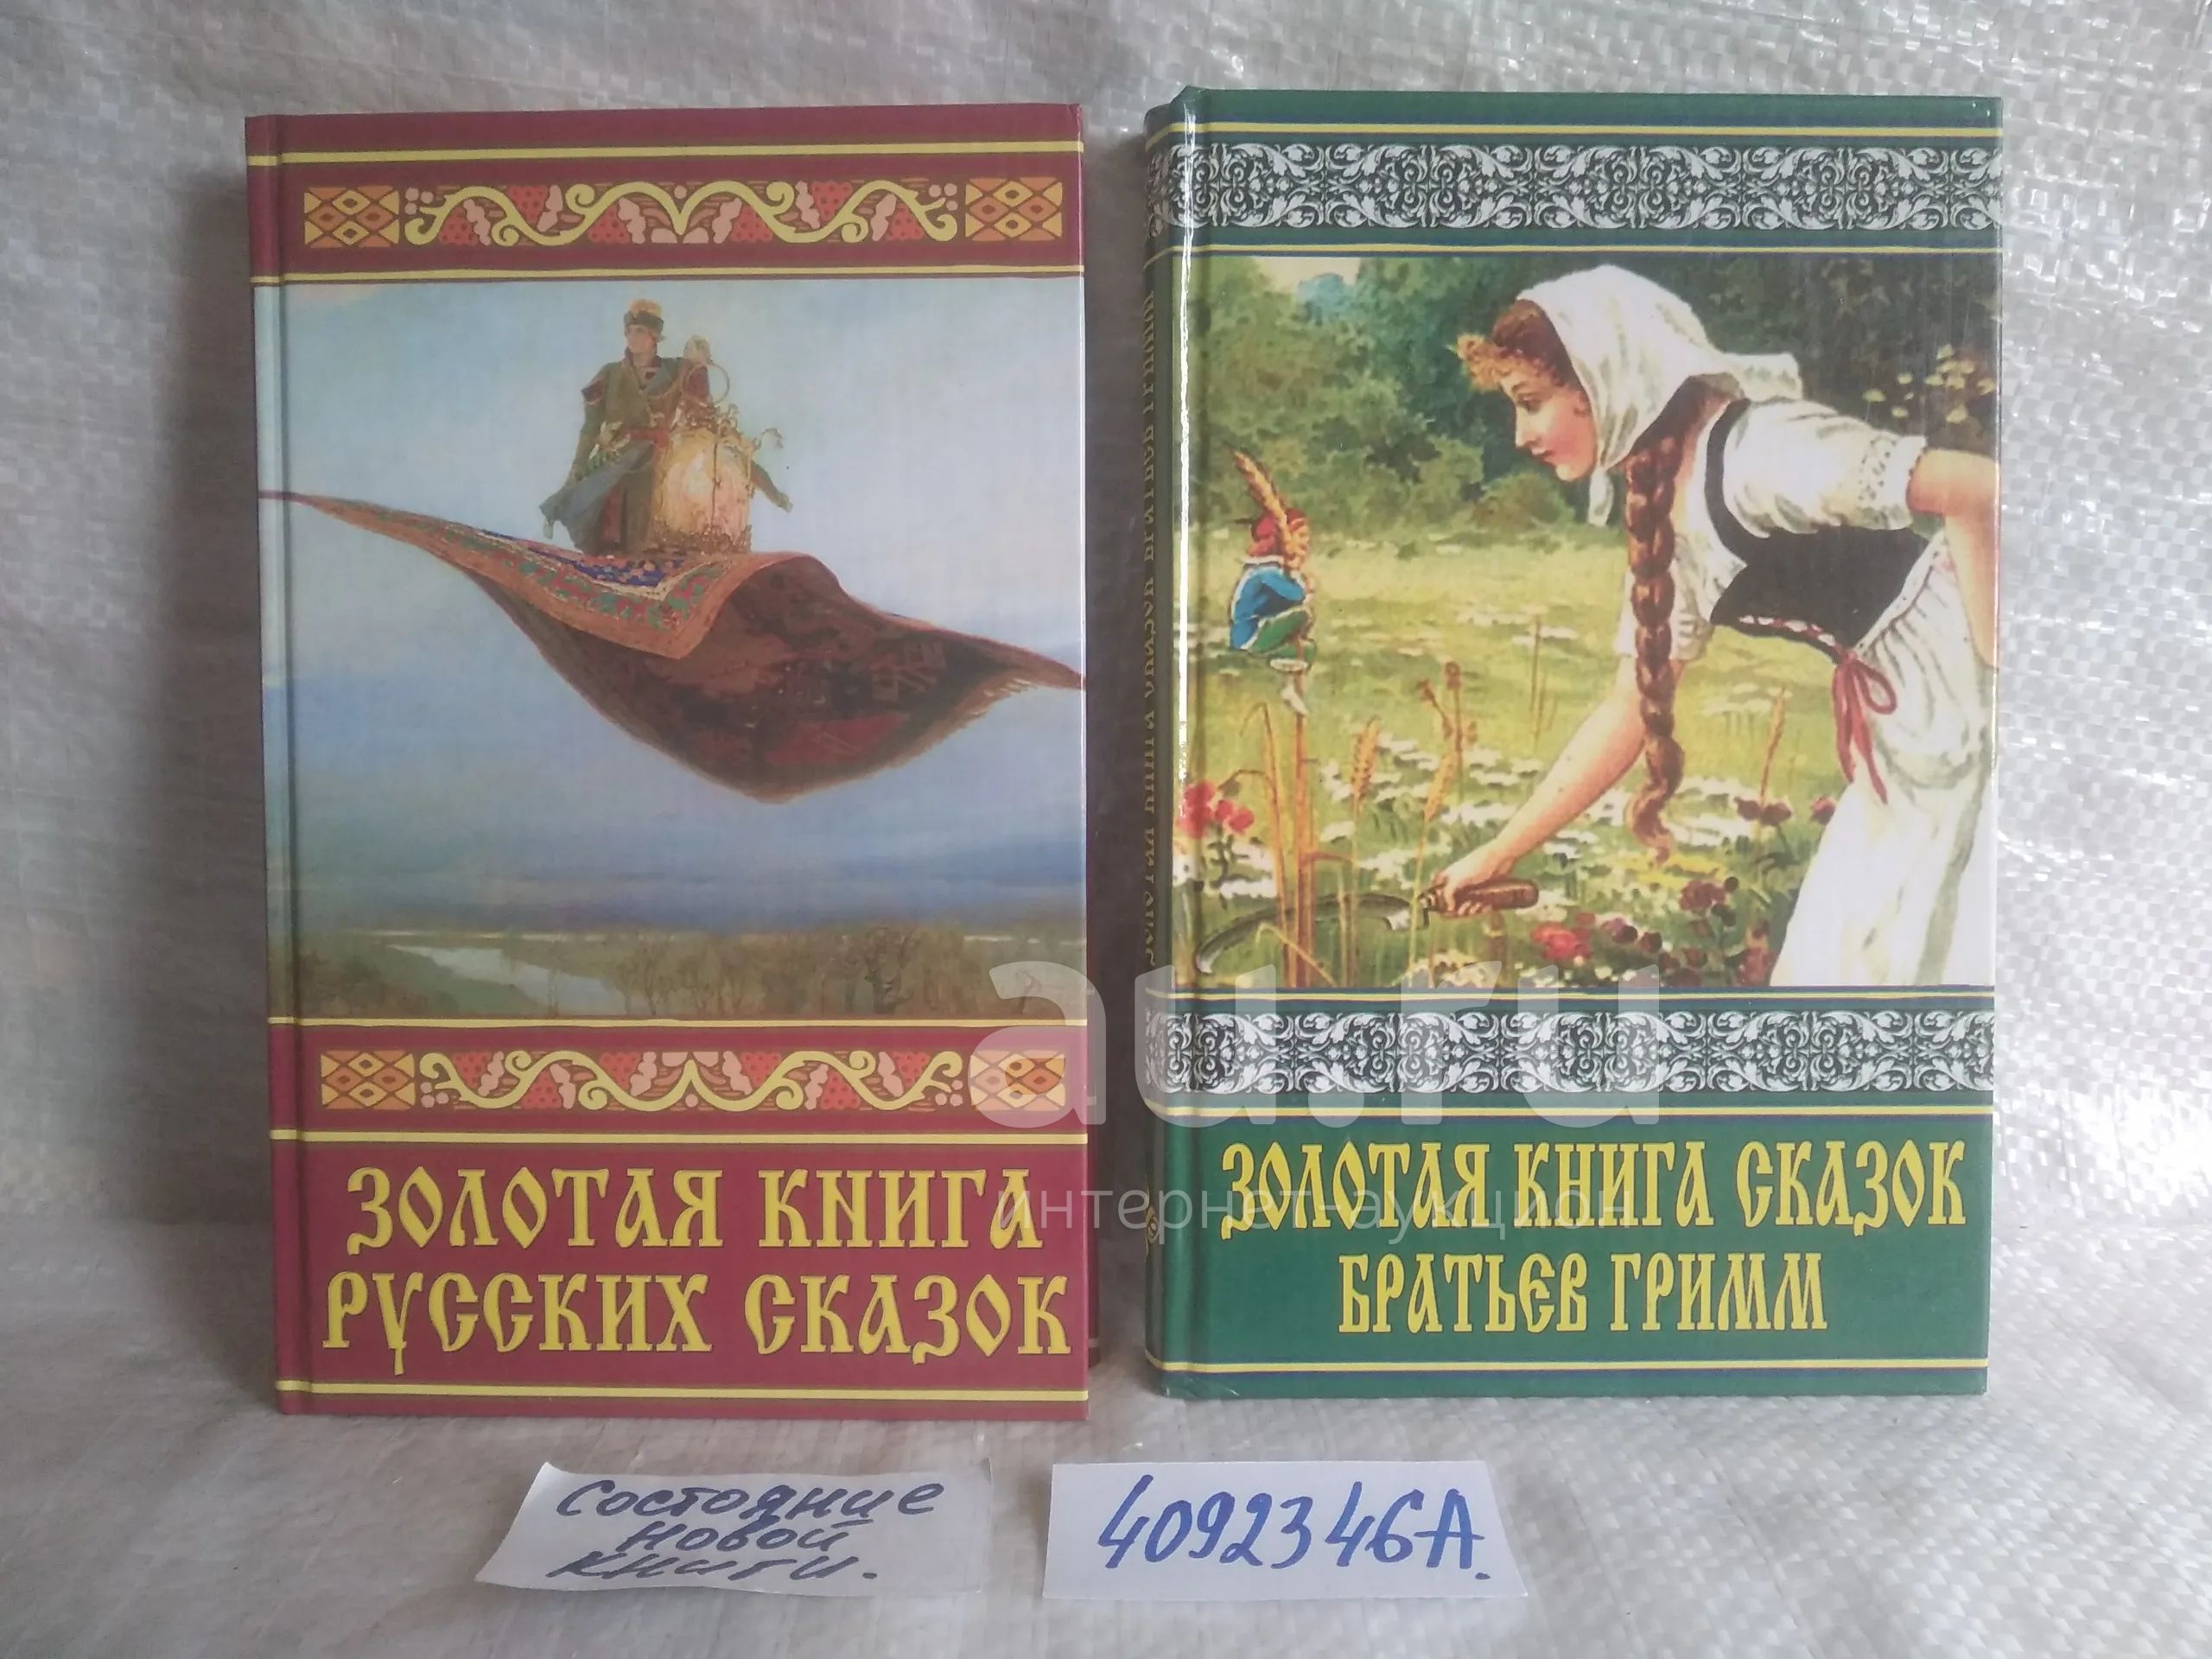 ЗОЛОТАЯ КНИГА
РУССКИХ СКАЗОК
ЗОЛОТАЯ КНИГА СКАЗОК
БРАТЬЕВ ГРИММ
au.ru
интернет-аукцион
Состояние
новой
книги.
4092346А.